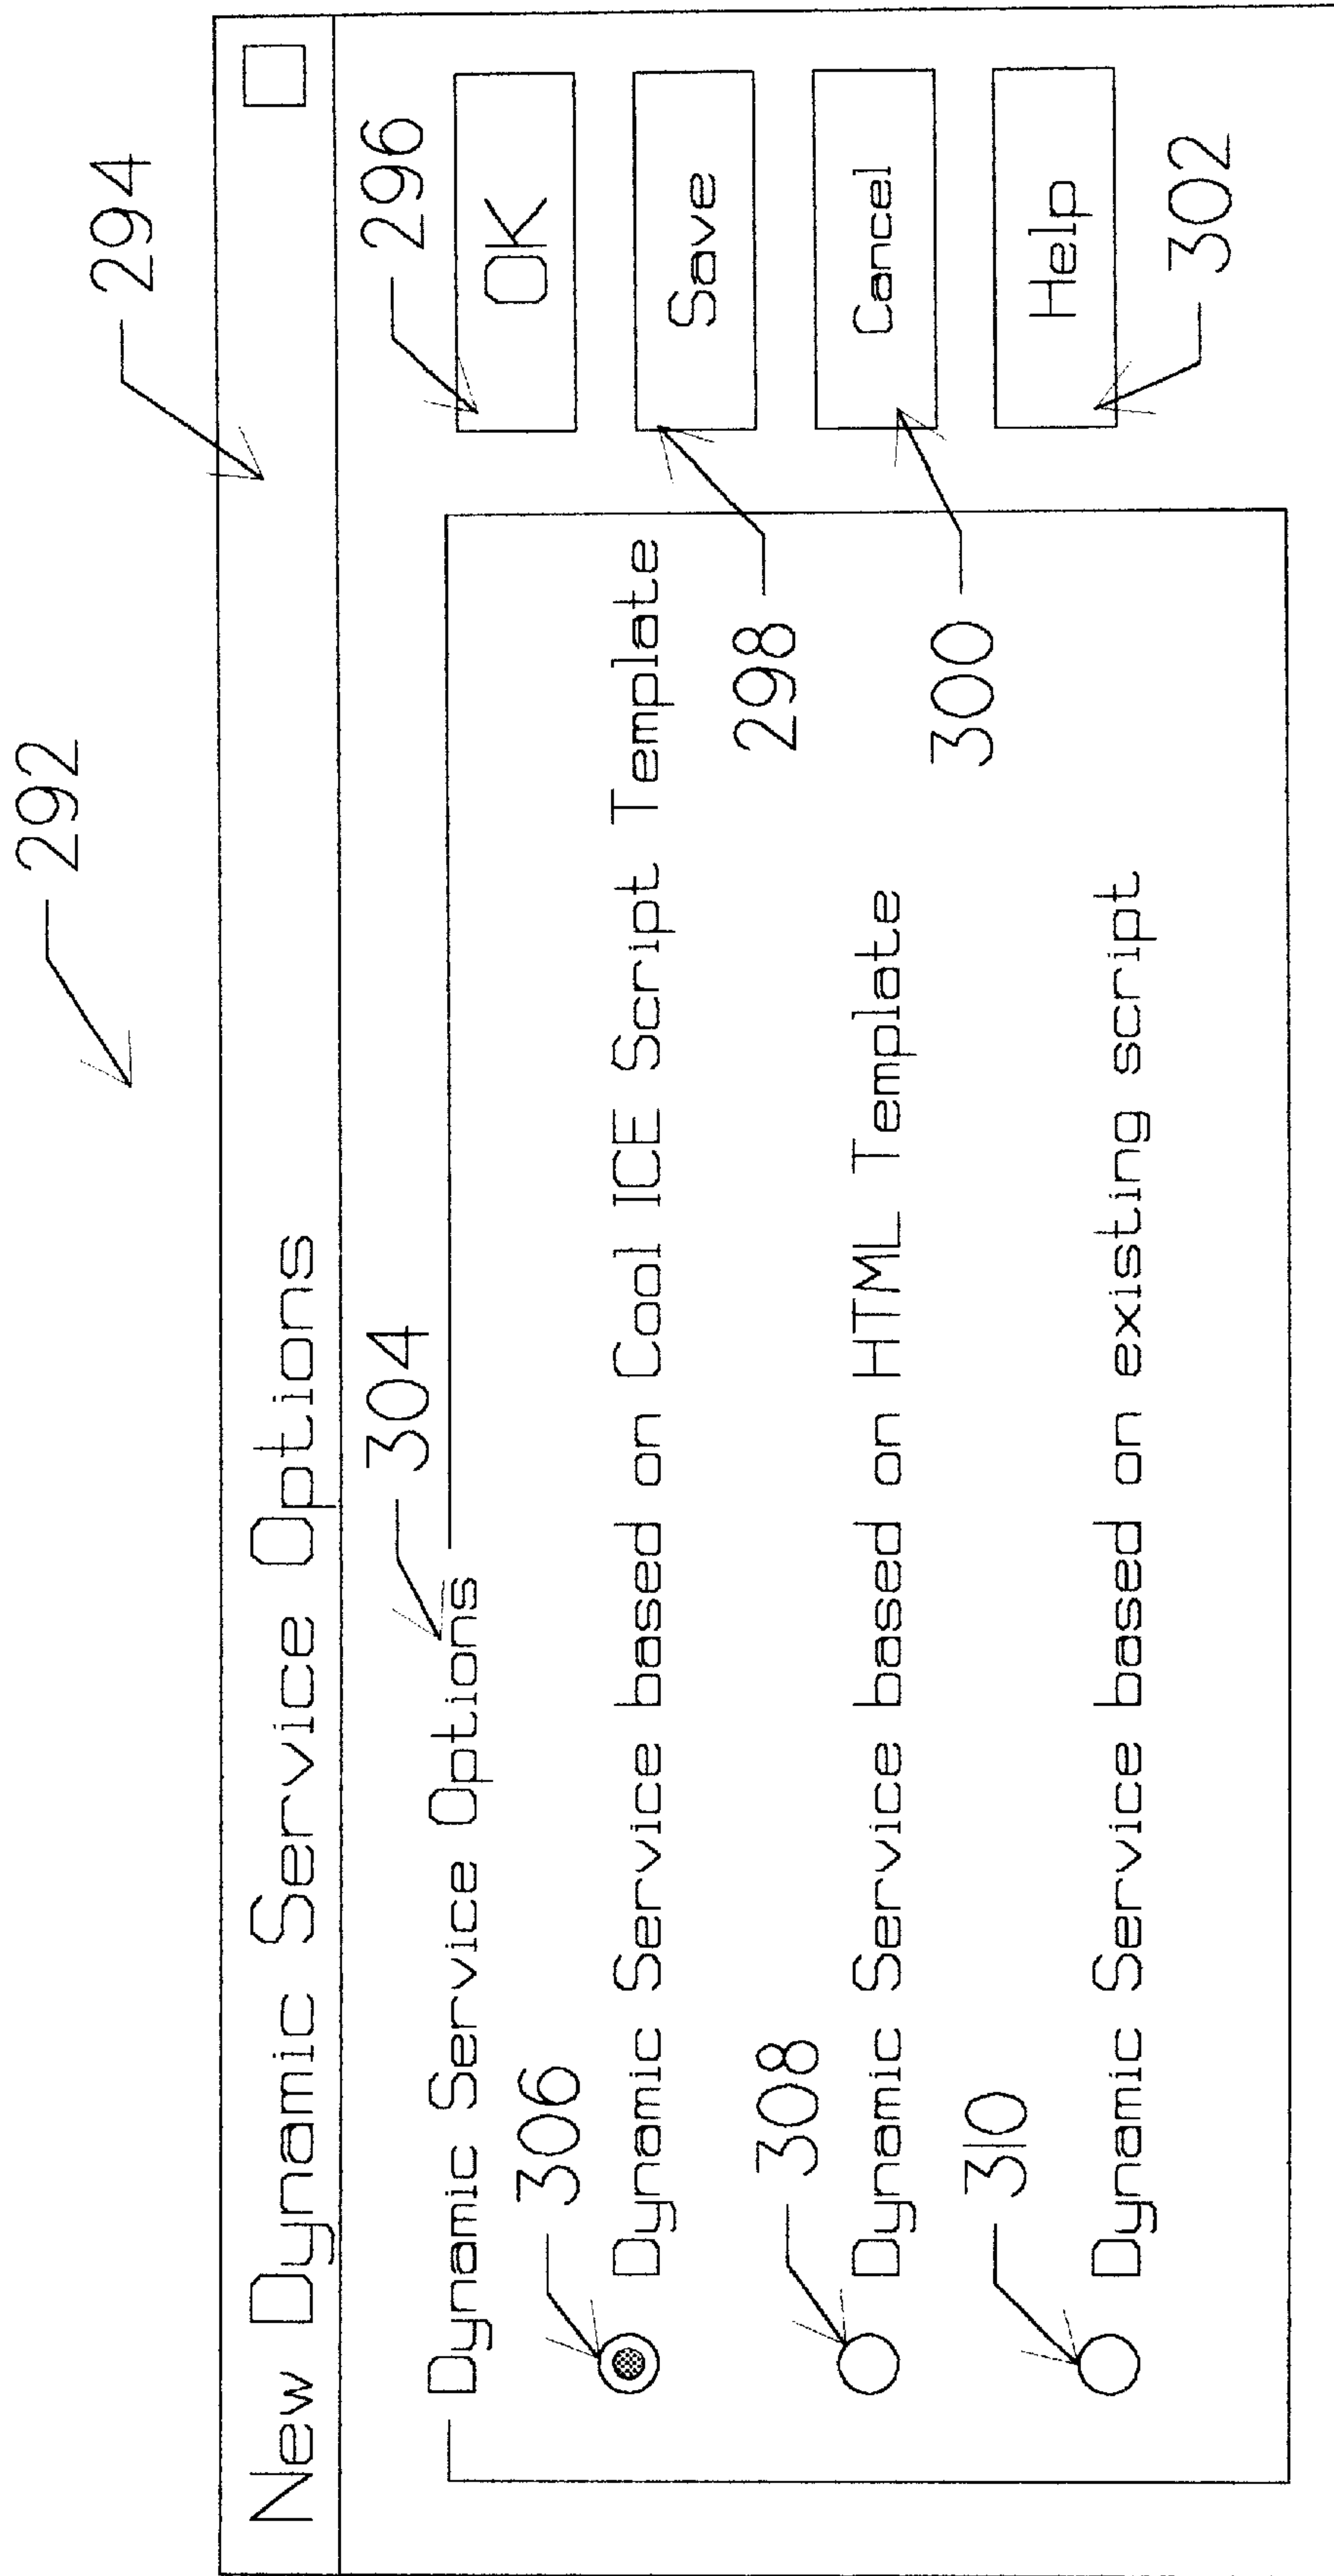 292
294
New Dynamic Service Options
304
296
Dynamic Service Options
OK
306
Dynamic Service based on Cool ICE Script Template
Save
298
308
Dynamic Service based on HTML Template
Cancel
300
310
Dynamic Service based on existing script
Help
302